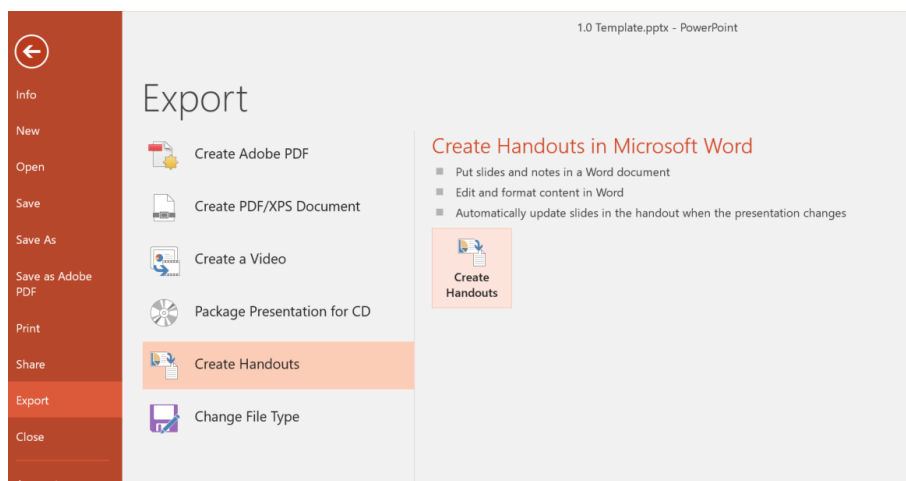 1.0 Template.pptx - PowerPoint
Info
New
Open
Save
Save As
Save as Adobe
PDF
Print
Share
Export
Close
Export
Create Adobe PDF
Create PDF/XPS Document
Create a Video
Package Presentation for CD
Create Handouts
Change File Type
Create Handouts in Microsoft Word
Put slides and notes in a Word document
Edit and format content in Word
Automatically update slides in the handout when the presentation changes
Create
Handouts